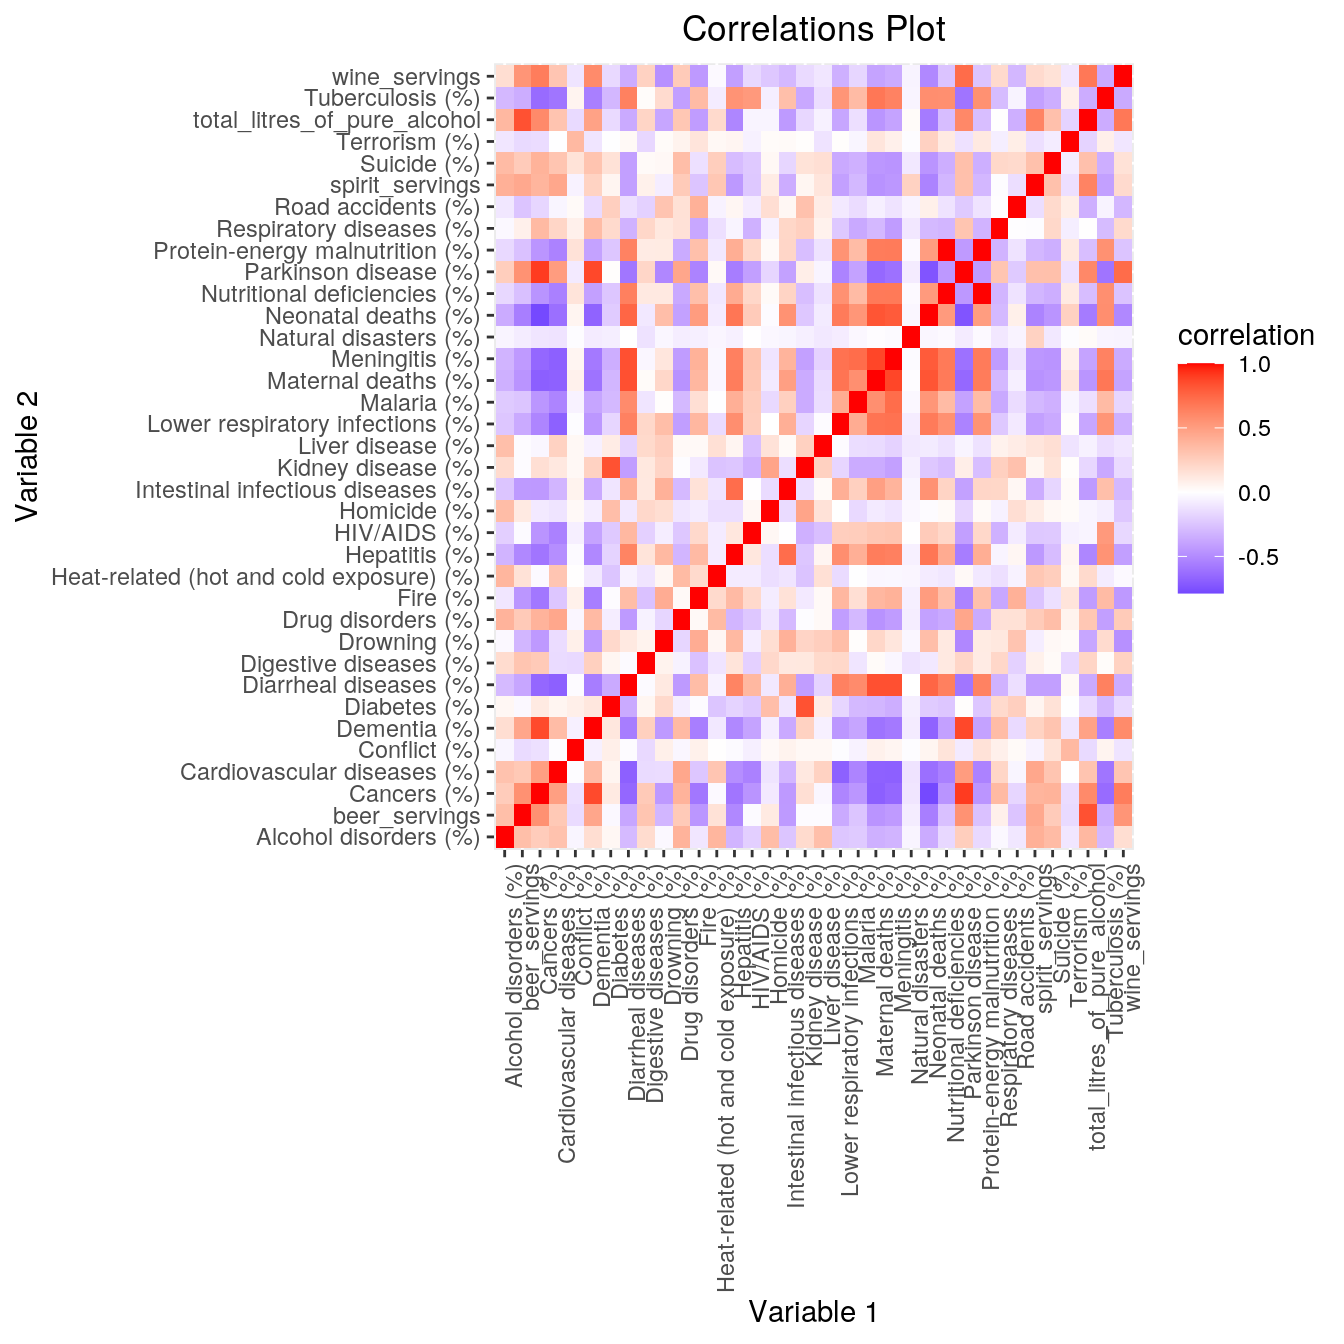 Correlations Plot
Variable 2
wine_servings
Tuberculosis (%)
total_litres_of_pure_alcohol
Terrorism (%)
Suicide (%)
spirit_servings
Road accidents (%)
Respiratory diseases (%)
Protein-energy malnutrition (%)
Parkinson disease (%)
Nutritional deficiencies (%)
Neonatal deaths (%)
Natural disasters (%)
Meningitis (%)
Maternal deaths (%)
Malaria (%)
Lower respiratory infections (%)
Liver disease (%)
Kidney disease (%)
Intestinal infectious diseases (%)
Homicide (%)
HIV/AIDS (%)
Hepatitis (%)
Heat-related (hot and cold exposure) (%)
Fire (%)
Drug disorders (%)
Drowning (%)
Digestive diseases (%)
Diarrheal diseases (%)
Diabetes (%)
Dementia (%)
Conflict (%)
Cardiovascular diseases (%)
Cancers (%)
beer_servings
Alcohol disorders (%)
Alcohol disorders (%)
beer_servings
Cancers (%)
Cardiovascular diseases (%)
Conflict (%)
Dementia (%)
Diabetes (%)
Diarrheal diseases (%)
Digestive diseases (%)
Drowning (%)
Drug disorders (%)
Fire (%)
Heat-related (hot and cold exposure) (%)
Hepatitis (%)
HIV/AIDS (%)
Homicide (%)
Intestinal infectious diseases (%)
Kidney disease (%)
Liver disease (%)
Lower respiratory infections (%)
Malaria (%)
Maternal deaths (%)
Meningitis (%)
Natural disasters (%)
Neonatal deaths (%)
Nutritional deficiencies (%)
Parkinson disease (%)
Protein-energy malnutrition (%)
Respiratory diseases (%)
Road accidents (%)
spirit_servings
Suicide (%)
Terrorism (%)
total_litres_of_pure_alcohol
Tuberculosis (%)
wine_servings
Variable 1
correlation
1.0
0.5
0.0
-0.5